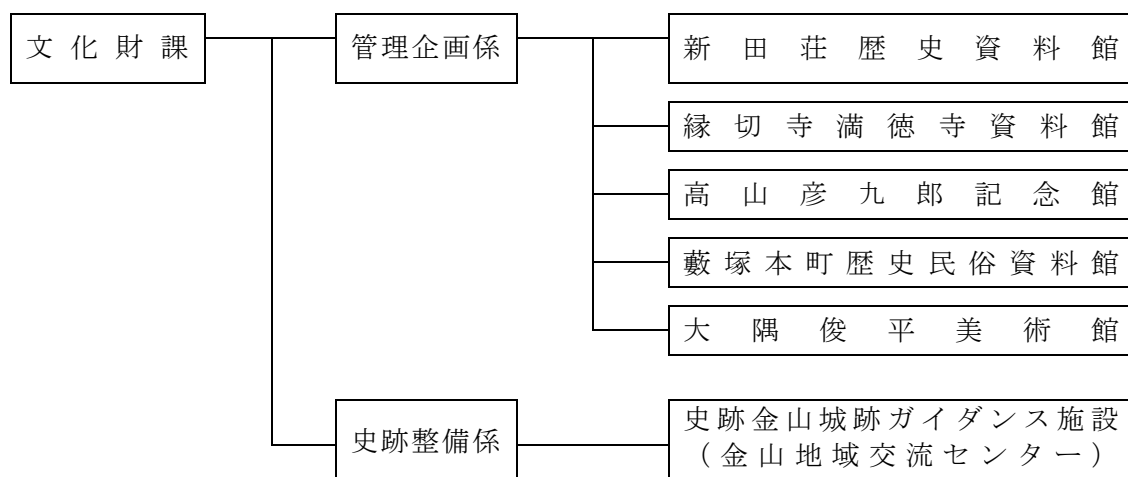 文化財課
管理企画係
新田荘歴史資料館
縁切寺満徳寺資料館
高山彦九郎記念館
藪塚本町歴史民俗資料館
大隅俊平美術館
史跡整備係
史跡金山城跡ガイダンス施設
(金山地域交流センター)